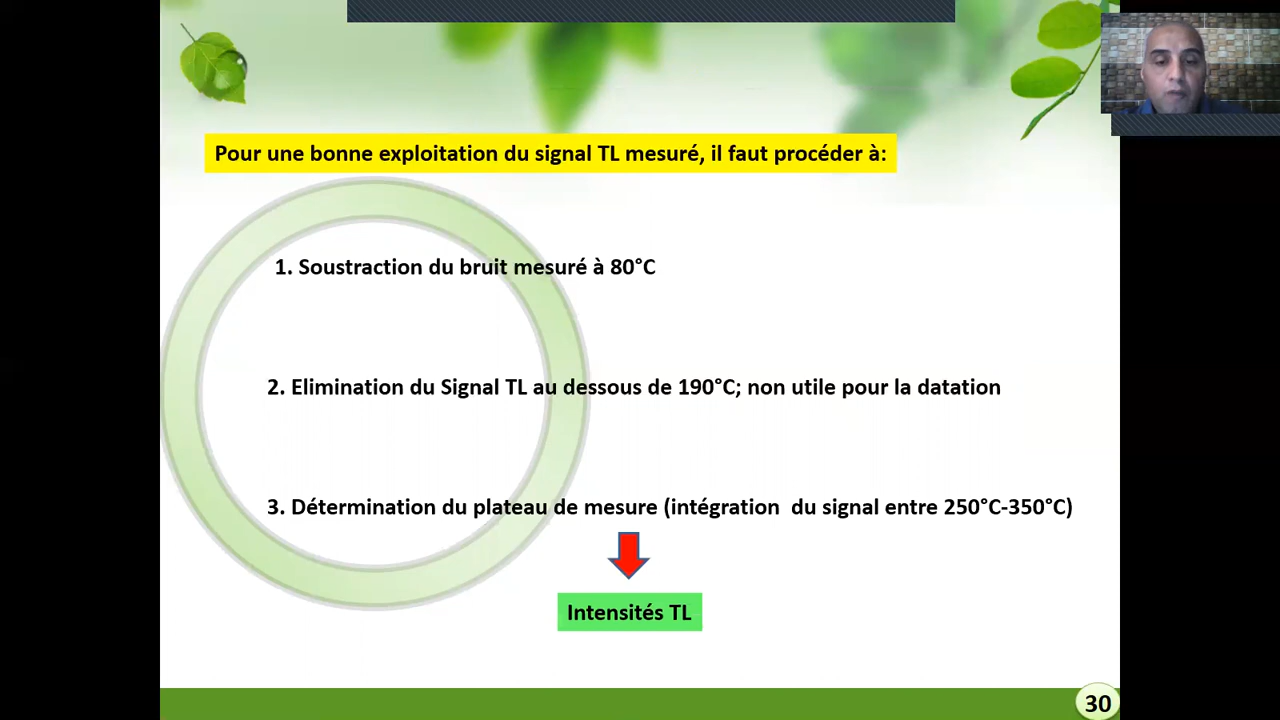 Pour une bonne exploitation du signal TL mesuré, il faut procéder à:
1. Soustraction du bruit mesuré à 80°C
2. Elimination du Signal TL au dessous de 190°C; non utile pour la datation
3. Détermination du plateau de mesure (intégration  du signal entre 250°C-350°C)
Intensités TL
30